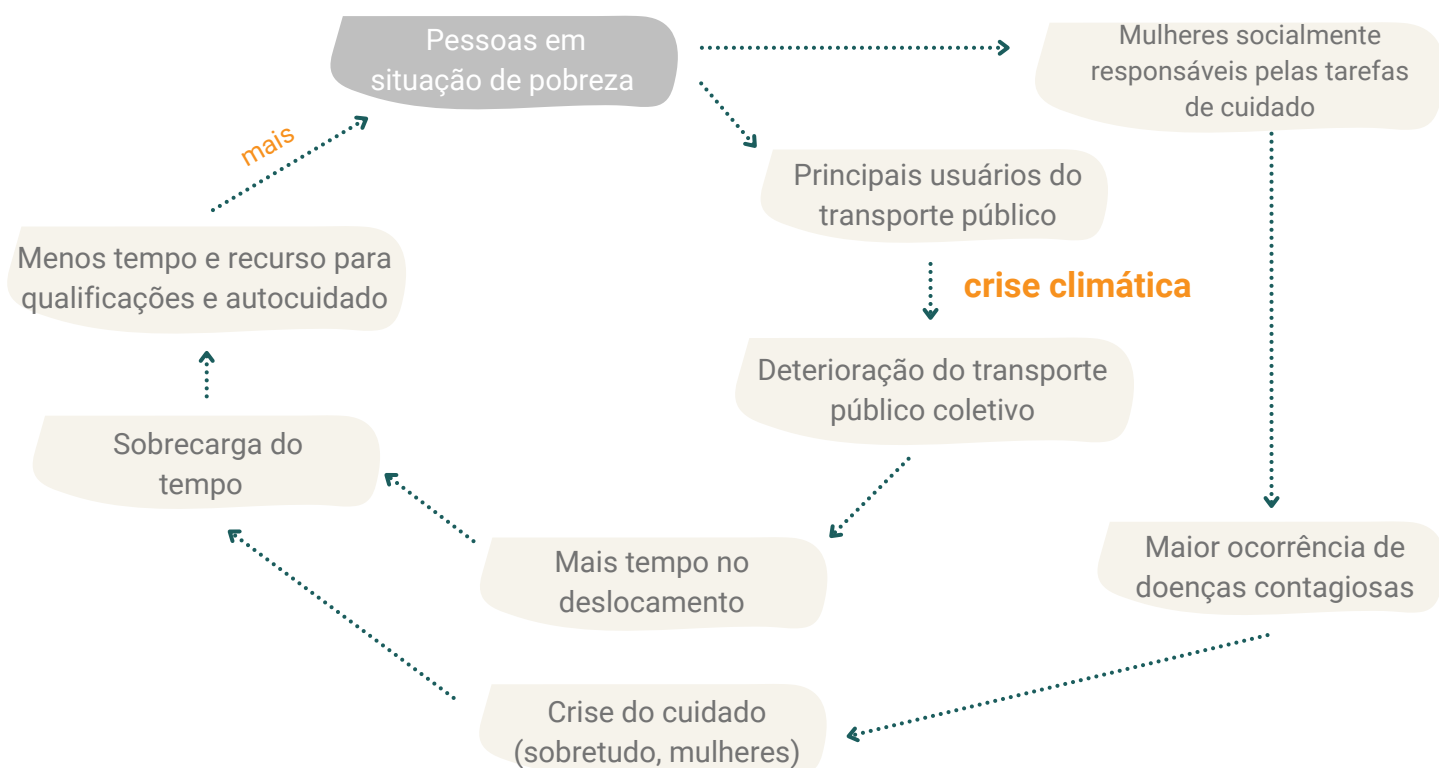 Pessoas em
situação de pobreza
Mulheres socialmente
responsáveis pelas tarefas
de cuidado
mais
Principais usuários do
transporte público
Menos tempo e recurso para
qualificações e autocuidado
crise climática
Deterioração do transporte
público coletivo
Sobrecarga do
tempo
Mais tempo no
deslocamento
Maior ocorrência de
doenças contagiosas
Crise do cuidado
(sobretudo, mulheres)